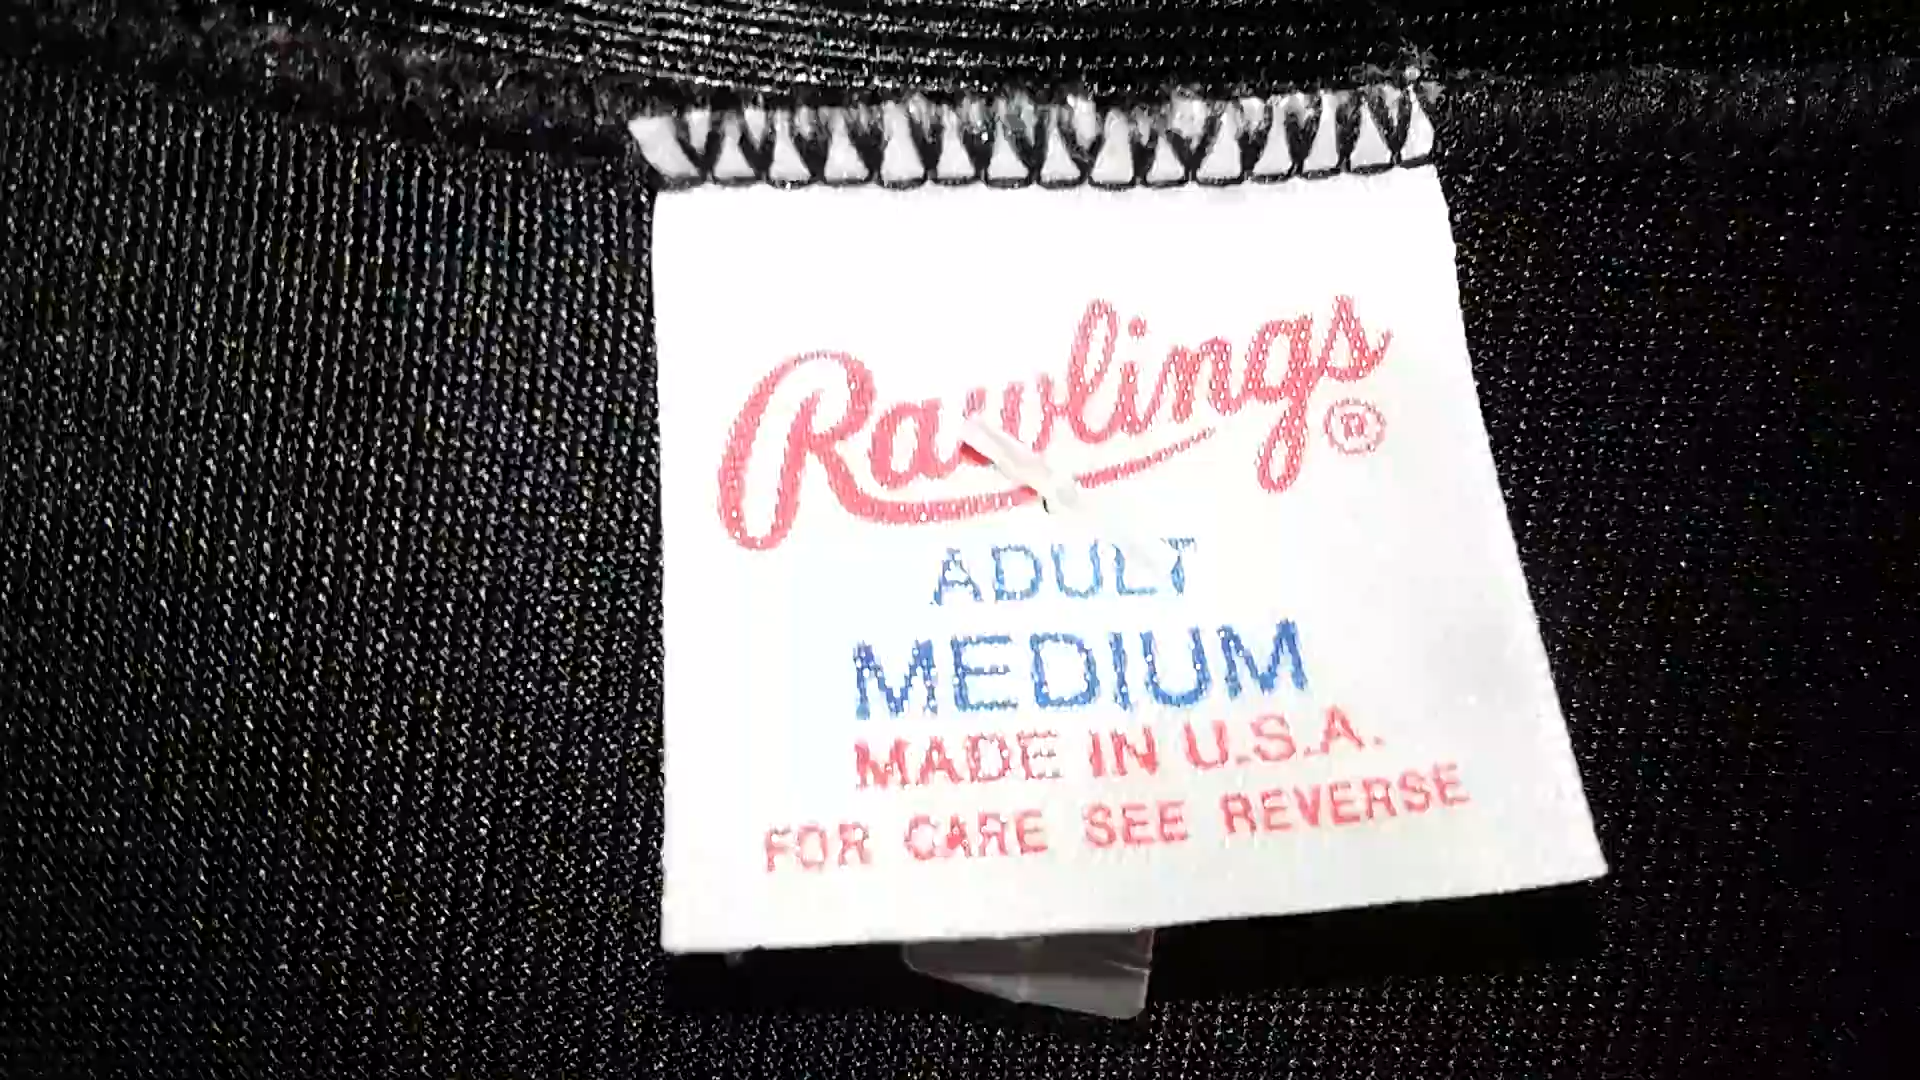 Rawlings®
ADULT
MEDIUM
MADE IN U.S.A.
FOR CARE SEE REVERSE